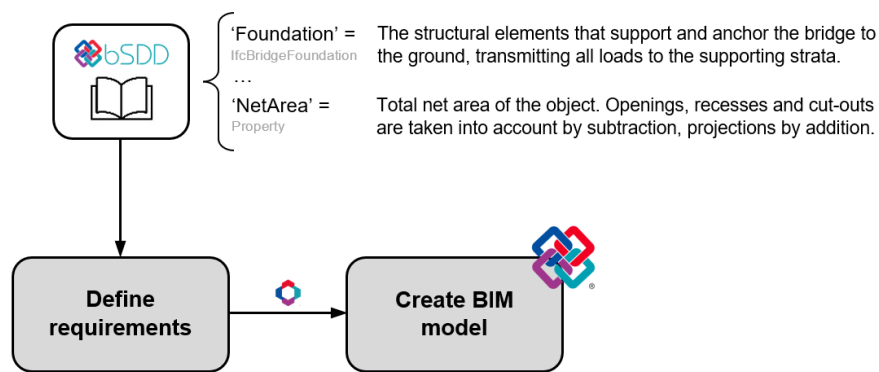 bSDD
‘Foundation’ = The structural elements that support and anchor the bridge to
IfcBridgeFoundation the ground, transmitting all loads to the supporting strata.
…
‘NetArea’ = Total net area of the object. Openings, recesses and cut-outs
Property are taken into account by subtraction, projections by addition.
Define
requirements
Create BIM
model
®